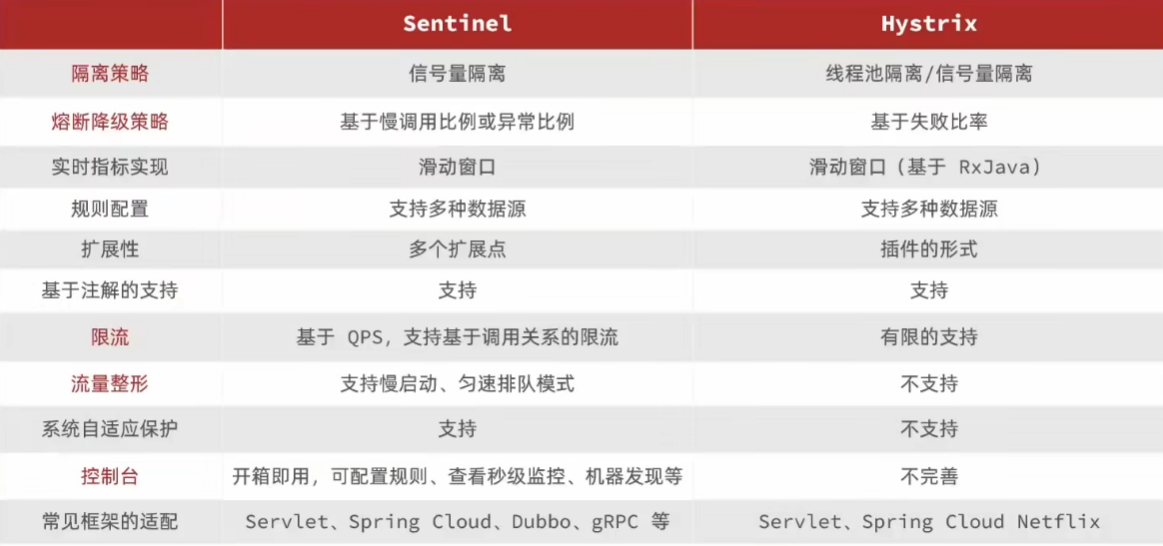 Sentinel Hystrix
隔离策略 信号量隔离 线程池隔离/信号量隔离
熔断降级策略 基于慢调用比例或异常比例 基于失败比率
实时指标实现 滑动窗口 滑动窗口（基于 RxJava）
规则配置 支持多种数据源 支持多种数据源
扩展性 多个扩展点 插件的形式
基于注解的支持 支持 支持
限流 基于 QPS，支持基于调用关系的限流 有限的支持
流量整形 支持慢启动、匀速排队模式 不支持
系统自适应保护 支持 不支持
控制台 开箱即用，可配置规则、查看秒级监控、机器发现等 不完善
常见框架的适配 Servlet、Spring Cloud、Dubbo、gRPC 等 Servlet、Spring Cloud Netflix